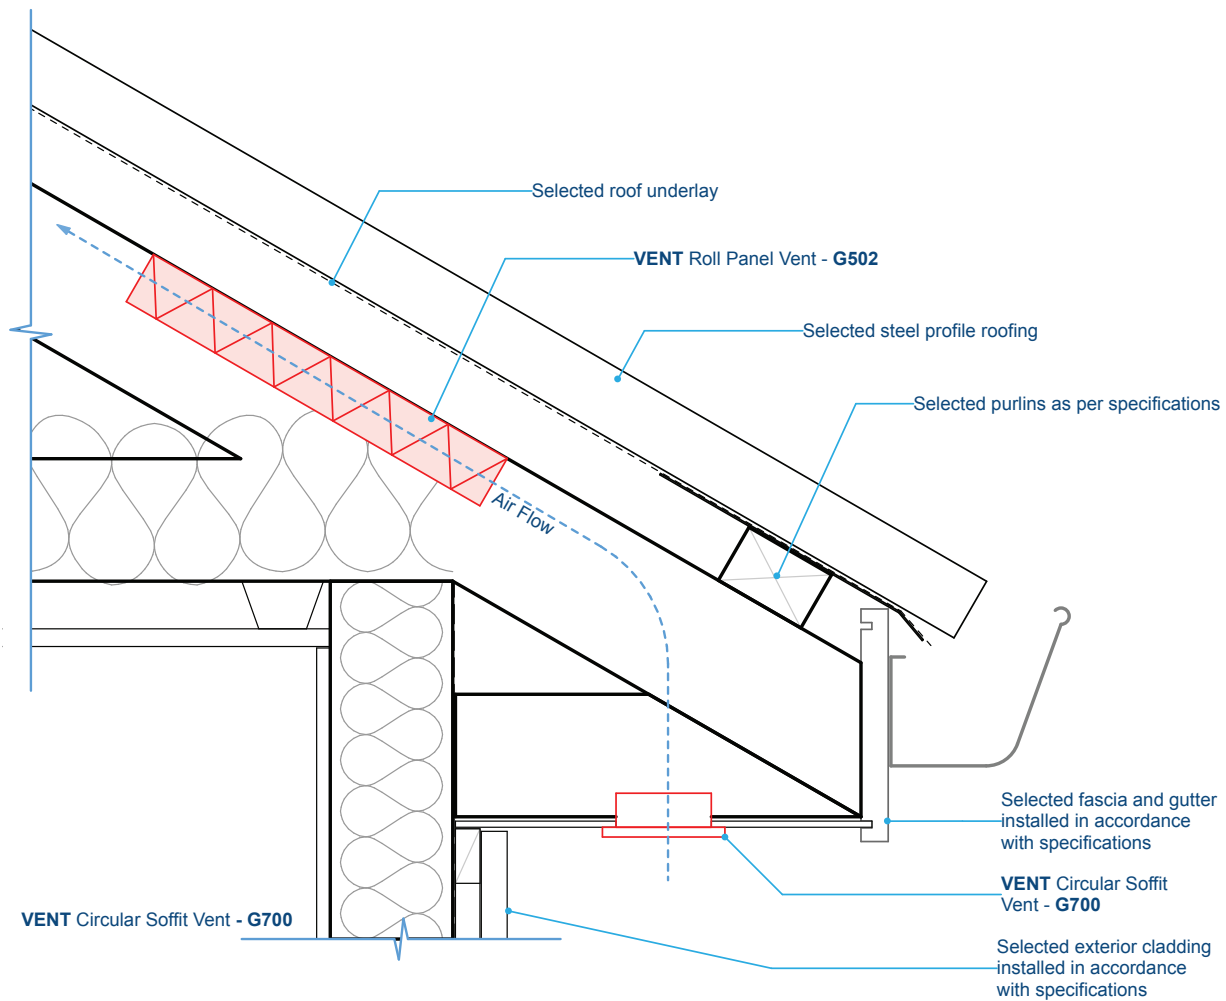 Selected roof underlay
VENT Roll Panel Vent - G502
Selected steel profile roofing
Selected purlins as per specifications
Air Flow
Selected fascia and gutter
installed in accordance
with specifications
VENT Circular Soffit
Vent - G700
VENT Circular Soffit Vent - G700
Selected exterior cladding
installed in accordance
with specifications